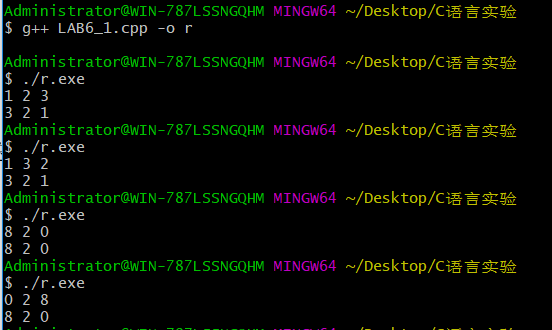 Administrator@WIN-787LSSNGQHM MINGW64 ~/Desktop/C语言实验
$ g++ LAB6_1.cpp -o r
Administrator@WIN-787LSSNGQHM MINGW64 ~/Desktop/C语言实验
$ ./r.exe
1 2 3
3 2 1
Administrator@WIN-787LSSNGQHM MINGW64 ~/Desktop/C语言实验
$ ./r.exe
1 3 2
3 2 1
Administrator@WIN-787LSSNGQHM MINGW64 ~/Desktop/C语言实验
$ ./r.exe
8 2 0
8 2 0
Administrator@WIN-787LSSNGQHM MINGW64 ~/Desktop/C语言实验
$ ./r.exe
0 2 8
8 2 0